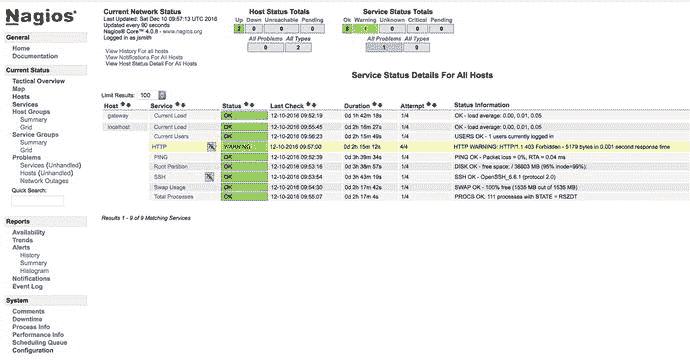 Nagios®
General
Home
Documentation
Current Status
Tactical Overview
Map
Hosts
Services
Host Groups
Summary
Grid
Service Groups
Summary
Grid
Problems
Services (Unhandled)
Hosts (Unhandled)
Network Outages
Quick Search:
Reports
Availability
Trends
Alerts
History
Summary
Histogram
Notifications
Event Log
System
Comments
Downtime
Process Info
Performance Info
Scheduling Queue
Configuration
Current Network Status
Last Updated: Sat Dec 10 09:57:13 UTC 2016
Updated every 90 seconds
Nagios® Core™ 4.0.8 - www.nagios.org
Logged in as jsmith
View History For all hosts
View Notifications For All Hosts
View Host Status Detail For All Hosts
Host Status Totals
Up Down Unreachable Pending
2 0 0 0
All Problems All Types
0 2
Service Status Totals
Ok Warning Unknown Critical Pending
8 1 0 0 0
All Problems All Types
1 9
Service Status Details For All Hosts
Limit Results: 100
Host Service Status Last Check Duration Attempt Status Information
gateway Current Load OK 12-10-2016 09:52:19 0d 1h 42m 18s 1/4 OK - load average: 0.00, 0.01, 0.05
localhost Current Load OK 12-10-2016 09:55:45 0d 2h 16m 27s 1/4 OK - load average: 0.00, 0.01, 0.05
Current Users OK 12-10-2016 09:56:23 0d 2h 15m 49s 1/4 USERS OK - 1 users currently logged in
HTTP WARNING 12-10-2016 09:57:00 0d 2h 15m 12s 4/4 HTTP WARNING: HTTP/1.1 403 Forbidden - 5179 bytes in 0.001 second response time
PING OK 12-10-2016 09:52:39 0d 3h 39m 34s 1/4 PING OK - Packet loss = 0%, RTA = 0.04 ms
Root Partition OK 12-10-2016 09:53:16 0d 3h 38m 57s 1/4 DISK OK - free space: / 36603 MB (95% inode=99%):
SSH OK 12-10-2016 09:53:54 0d 3h 43m 19s 1/4 SSH OK - OpenSSH_6.6.1 (protocol 2.0)
Swap Usage OK 12-10-2016 09:54:30 0d 2h 17m 42s 1/4 SWAP OK - 100% free (1535 MB out of 1535 MB)
Total Processes OK 12-10-2016 09:55:07 0d 2h 17m 4s 1/4 PROCS OK: 111 processes with STATE = RSZDT
Results 1 - 9 of 9 Matching Services